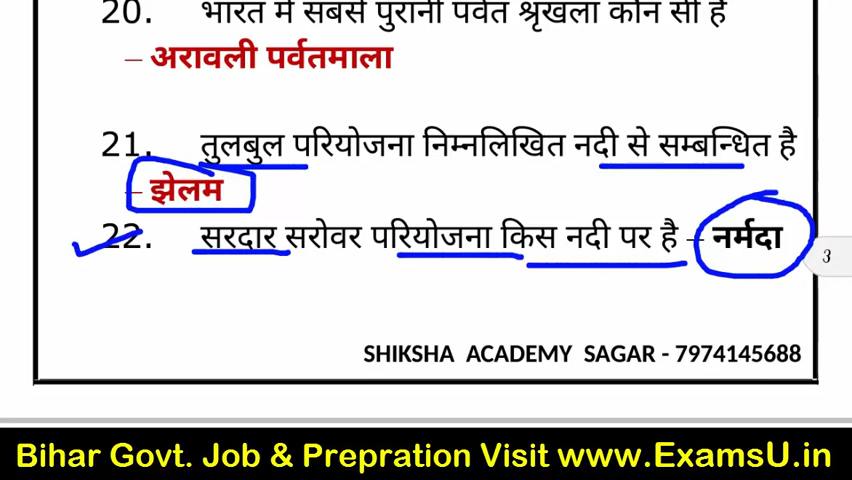 20. भारत में सबसे पुरानी पर्वत श्रृंखला कौन सी है
– अरावली पर्वतमाला
21. तुलबुल परियोजना निम्नलिखित नदी से सम्बन्धित है
– झेलम
22. सरदार सरोवर परियोजना किस नदी पर है – नर्मदा
3
SHIKSHA ACADEMY SAGAR - 7974145688
Bihar Govt. Job & Prepration Visit www.ExamsU.in